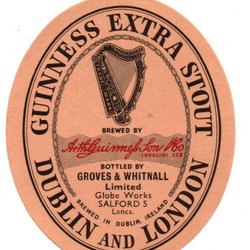 GUINNESS EXTRA STOUT
BREWED BY
Arth Guinness Son & Co
(DUBLIN) LTD
BOTTLED BY
GROVES & WHITNALL
Limited
Globe Works
SALFORD 5
Lancs.
BREWED IN DUBLIN, IRELAND
DUBLIN AND LONDON